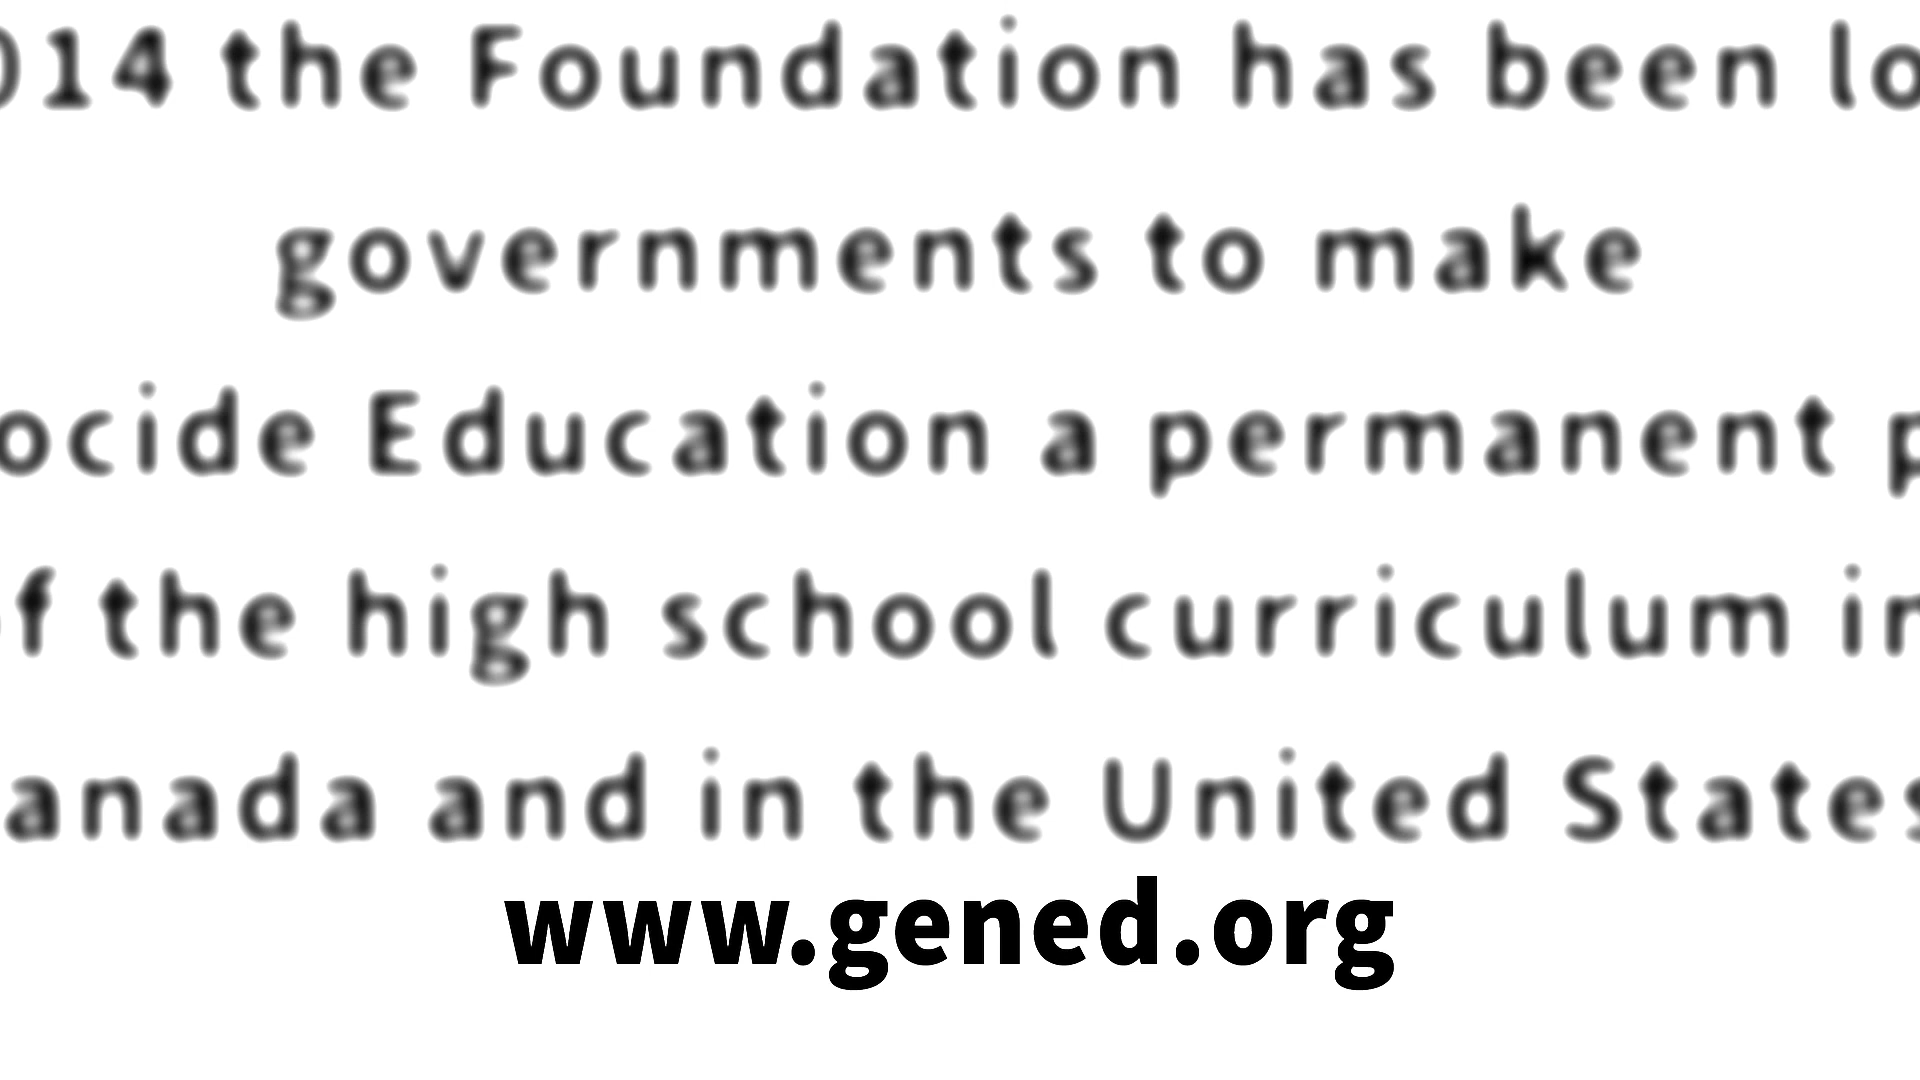 014 the Foundation has been lo
governments to make
ocide Education a permanent p
f the high school curriculum in
anada and in the United States
www.gened.org